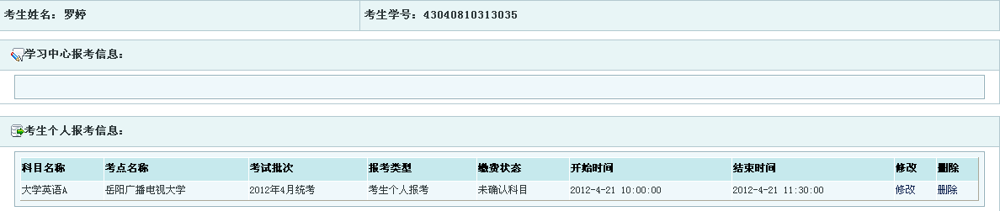 考生姓名：罗婷 考生学号：43040810313035
学习中心报考信息：
考生个人报考信息：
科目名称 考点名称 考试批次 报考类型 缴费状态 开始时间 结束时间 修改 删除
大学英语A 岳阳广播电视大学 2012年4月统考 考生个人报考 未确认科目 2012-4-21 10:00:00 2012-4-21 11:30:00 修改 删除